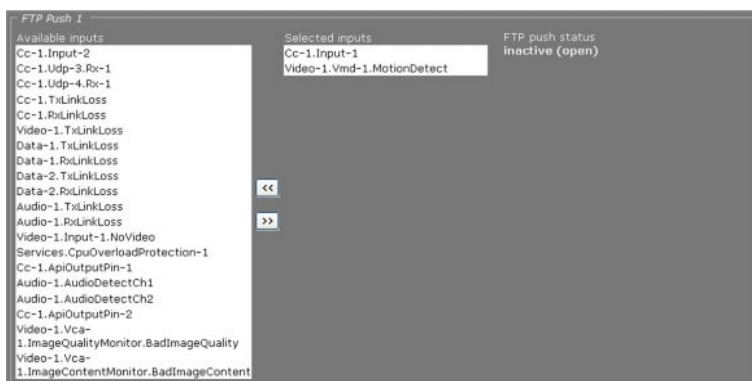 FTP Push 1
Available inputs
Cc-1.Input-2
Cc-1.Udp-3.Rx-1
Cc-1.Udp-4.Rx-1
Cc-1.TxLinkLoss
Cc-1.RxLinkLoss
Video-1.TxLinkLoss
Data-1.TxLinkLoss
Data-1.RxLinkLoss
Data-2.TxLinkLoss
Data-2.RxLinkLoss
Audio-1.TxLinkLoss
Audio-1.RxLinkLoss
Video-1.Input-1.NoVideo
Services.CpuOverloadProtection-1
Cc-1.ApiOutputPin-1
Audio-1.AudioDetectCh1
Audio-1.AudioDetectCh2
Cc-1.ApiOutputPin-2
Video-1.Vca-
1.ImageQualityMonitor.BadImageQuality
Video-1.Vca-
1.ImageContentMonitor.BadImageContent
<<
>>
Selected inputs
Cc-1.Input-1
Video-1.Vmd-1.MotionDetect
FTP push status
inactive (open)